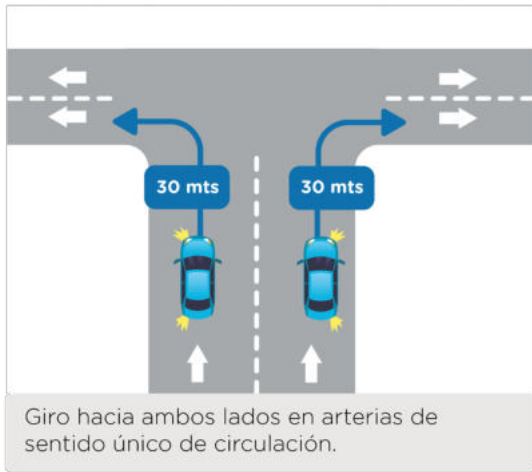 30 mts
30 mts
Giro hacia ambos lados en arterias de
sentido único de circulación.